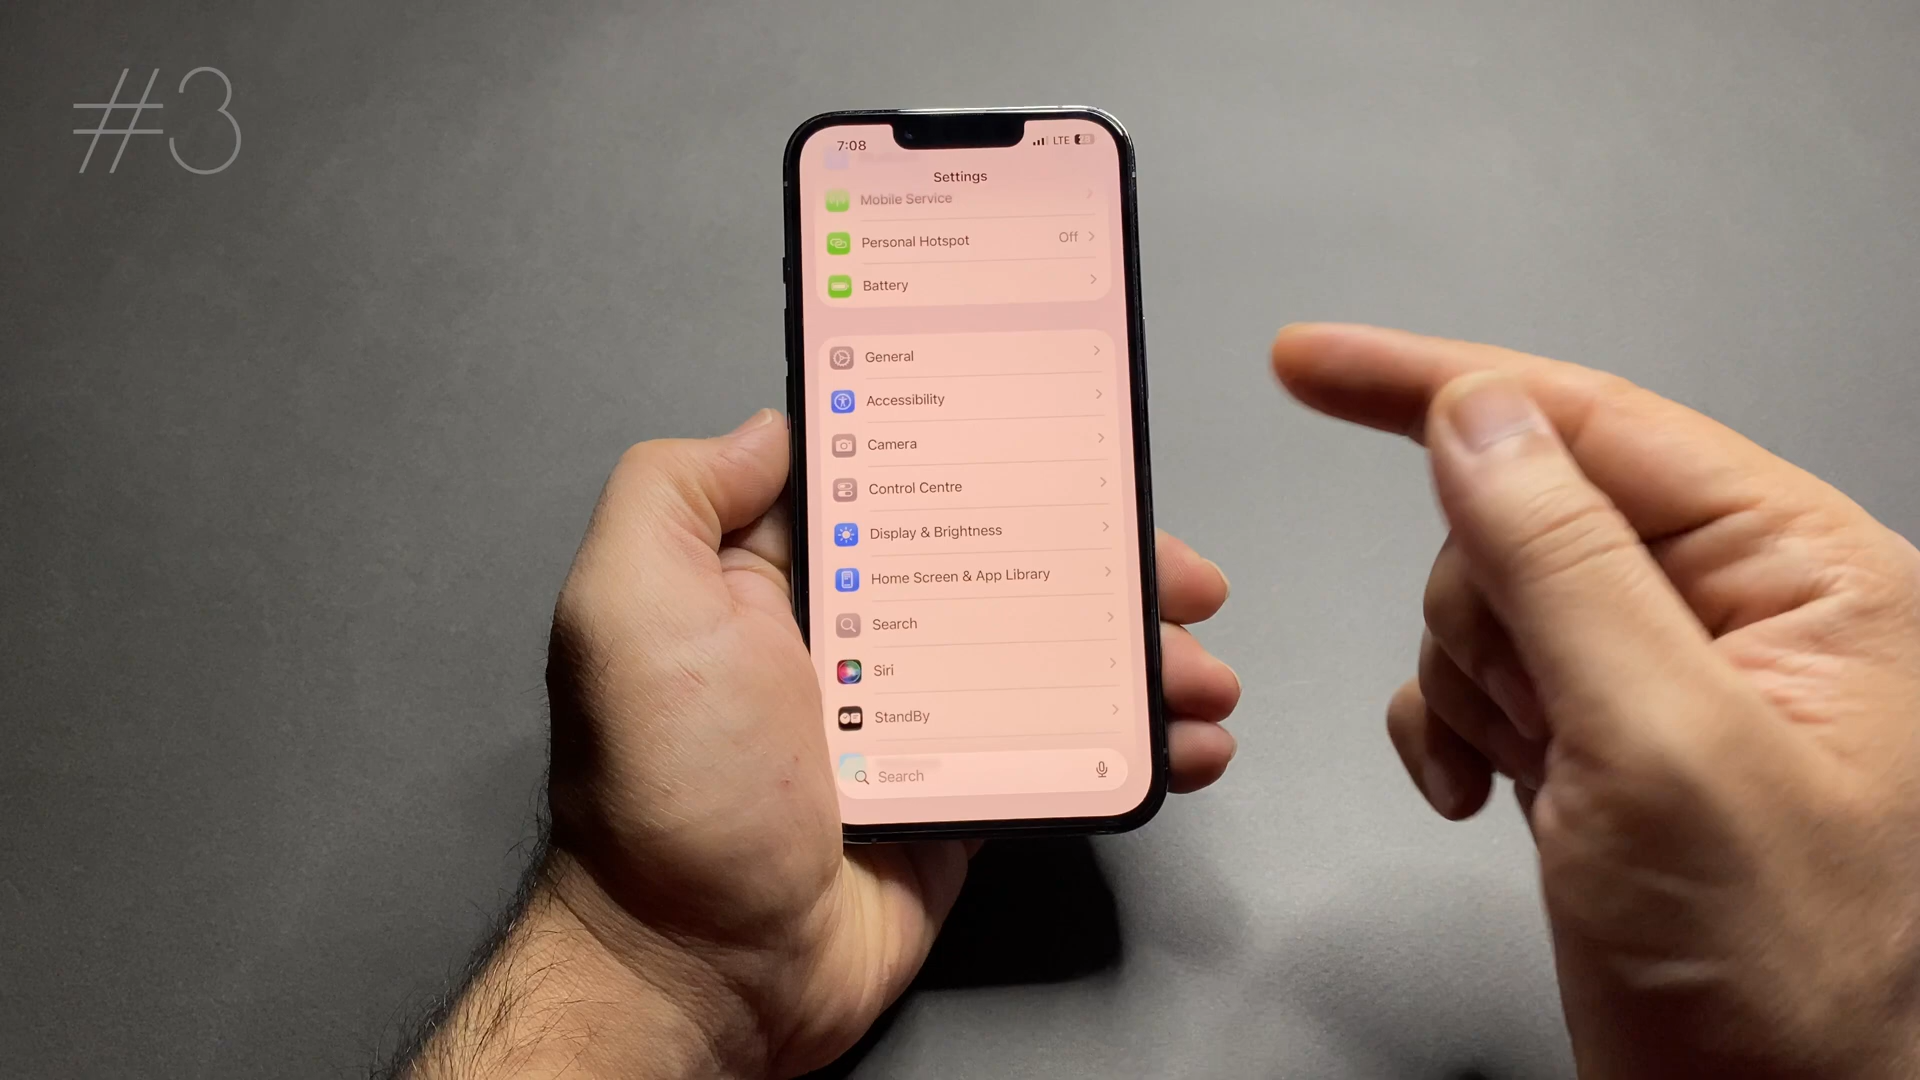 #3
7:08
LTE
Settings
Mobile Service
Personal Hotspot Off
Battery
General
Accessibility
Camera
Control Centre
Display & Brightness
Home Screen & App Library
Search
Siri
StandBy
Search